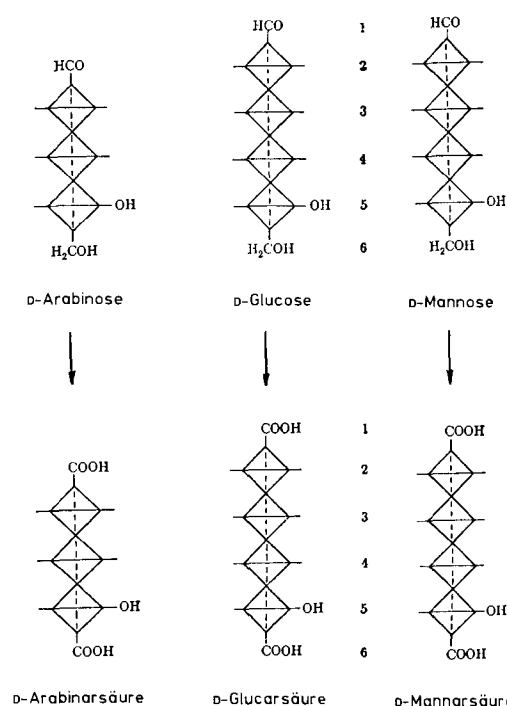 HCO HCO 1 HCO
2
3
4
OH OH 5 OH
H₂COH H₂COH 6 H₂COH
D-Arabinose D-Glucose D-Mannose
COOH COOH 1 COOH
2
3
4
OH OH 5 OH
COOH COOH 6 COOH
D-Arabinarsäure D-Glucarsäure D-Mannarsäure